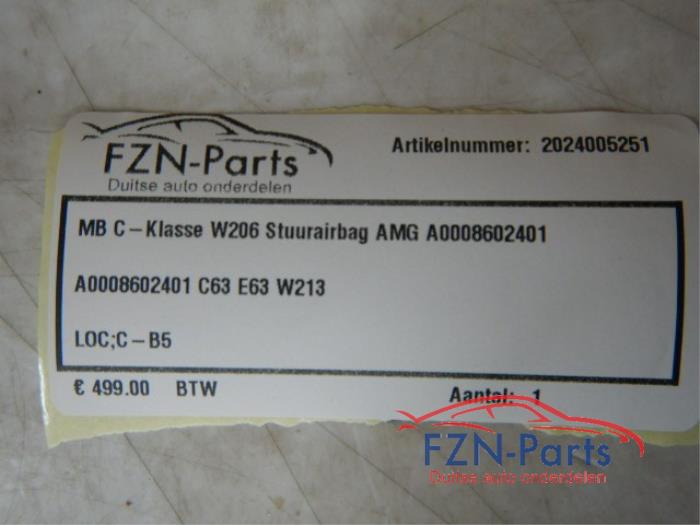 FZN-Parts
Duitse auto onderdelen
Artikelnummer: 2024005251
MB C-Klasse W206 Stuurairbag AMG A0008602401
A0008602401 C63 E63 W213
LOC;C-B5
€ 499.00 BTW
Aantal: 1
FZN-Parts
Duitse auto onderdelen